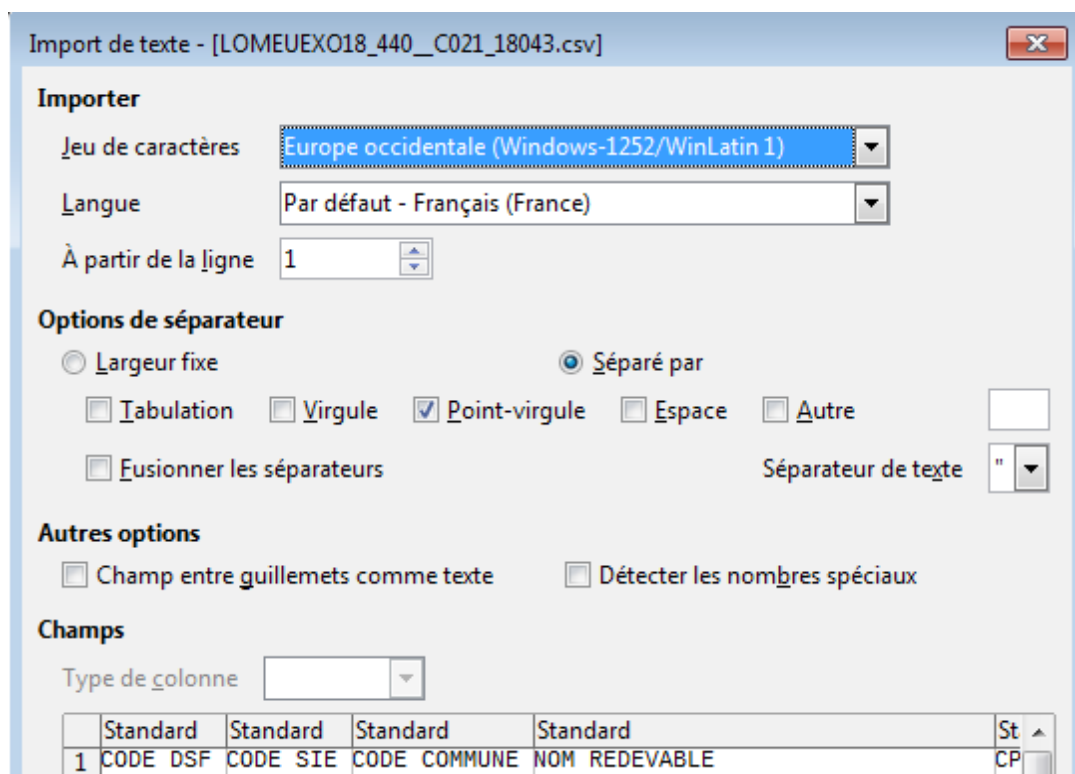 Import de texte - [LOMEUEXO18_440__C021_18043.csv]
Importer
Jeu de caractères Europe occidentale (Windows-1252/WinLatin 1)
Langue Par défaut - Français (France)
À partir de la ligne 1
Options de séparateur
Largeur fixe Séparé par
Tabulation Virgule Point-virgule Espace Autre
Fusionner les séparateurs Séparateur de texte "
Autres options
Champ entre guillemets comme texte Détecter les nombres spéciaux
Champs
Type de colonne
Standard Standard Standard Standard St
1 CODE DSF CODE SIE CODE COMMUNE NOM REDEVABLE CP